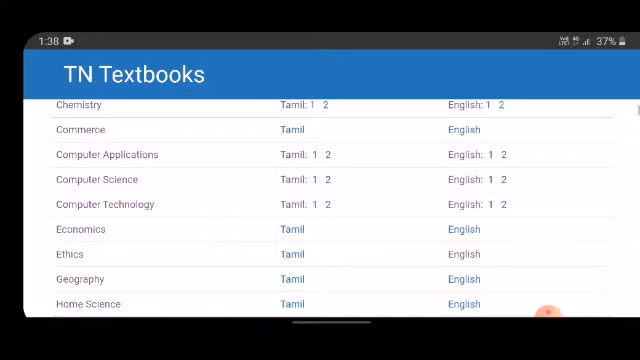 1:38 37%
TN Textbooks
Chemistry Tamil: 1 2 English: 1 2
Commerce Tamil English
Computer Applications Tamil: 1 2 English: 1 2
Computer Science Tamil: 1 2 English: 1 2
Computer Technology Tamil: 1 2 English: 1 2
Economics Tamil English
Ethics Tamil English
Geography Tamil English
Home Science Tamil English